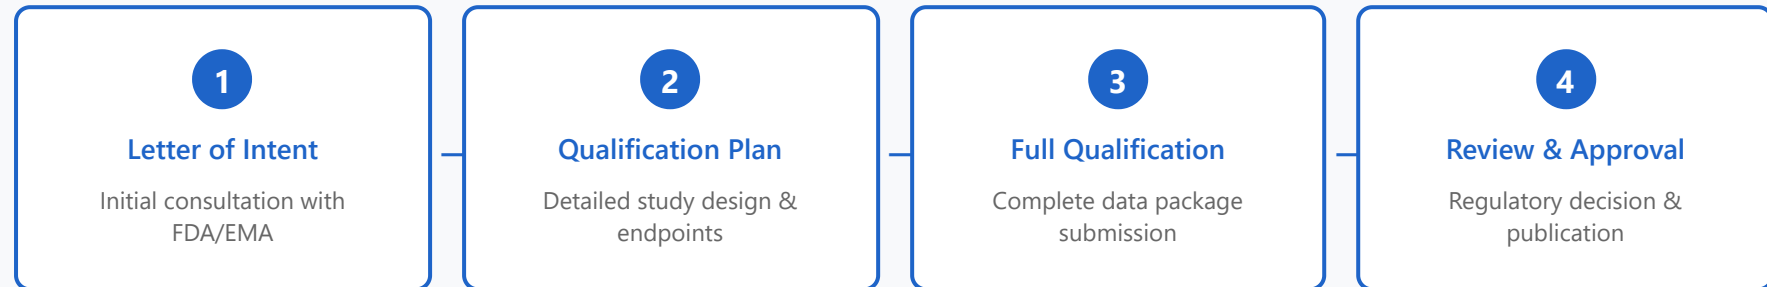 1
Letter of Intent
Initial consultation with
FDA/EMA
2
Qualification Plan
Detailed study design &
endpoints
3
Full Qualification
Complete data package
submission
4
Review & Approval
Regulatory decision &
publication